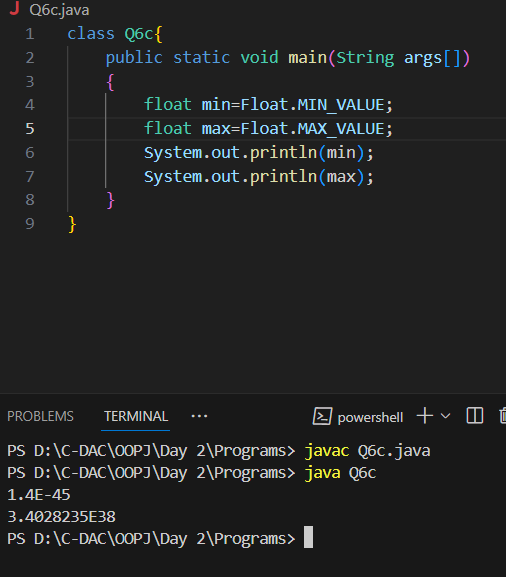 J Q6c.java
1 class Q6c{
2     public static void main(String args[])
3     {
4         float min=Float.MIN_VALUE;
5         float max=Float.MAX_VALUE;
6         System.out.println(min);
7         System.out.println(max);
8     }
9 }
PROBLEMS TERMINAL ··· powershell
PS D:\C-DAC\OOPJ\Day 2\Programs> javac Q6c.java
PS D:\C-DAC\OOPJ\Day 2\Programs> java Q6c
1.4E-45
3.4028235E38
PS D:\C-DAC\OOPJ\Day 2\Programs>